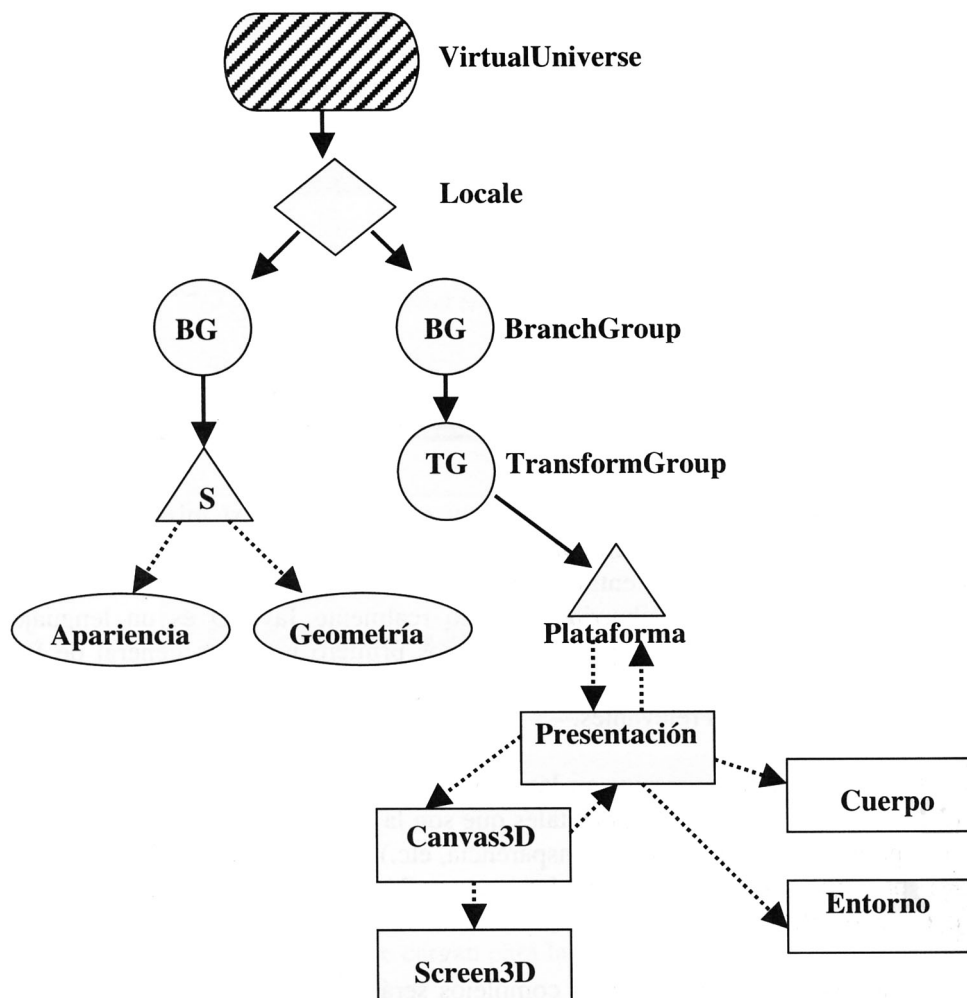 VirtualUniverse
Locale
BG
BG
BranchGroup
TG
TransformGroup
S
Apariencia
Geometría
Plataforma
Presentación
Cuerpo
Canvas3D
Entorno
Screen3D